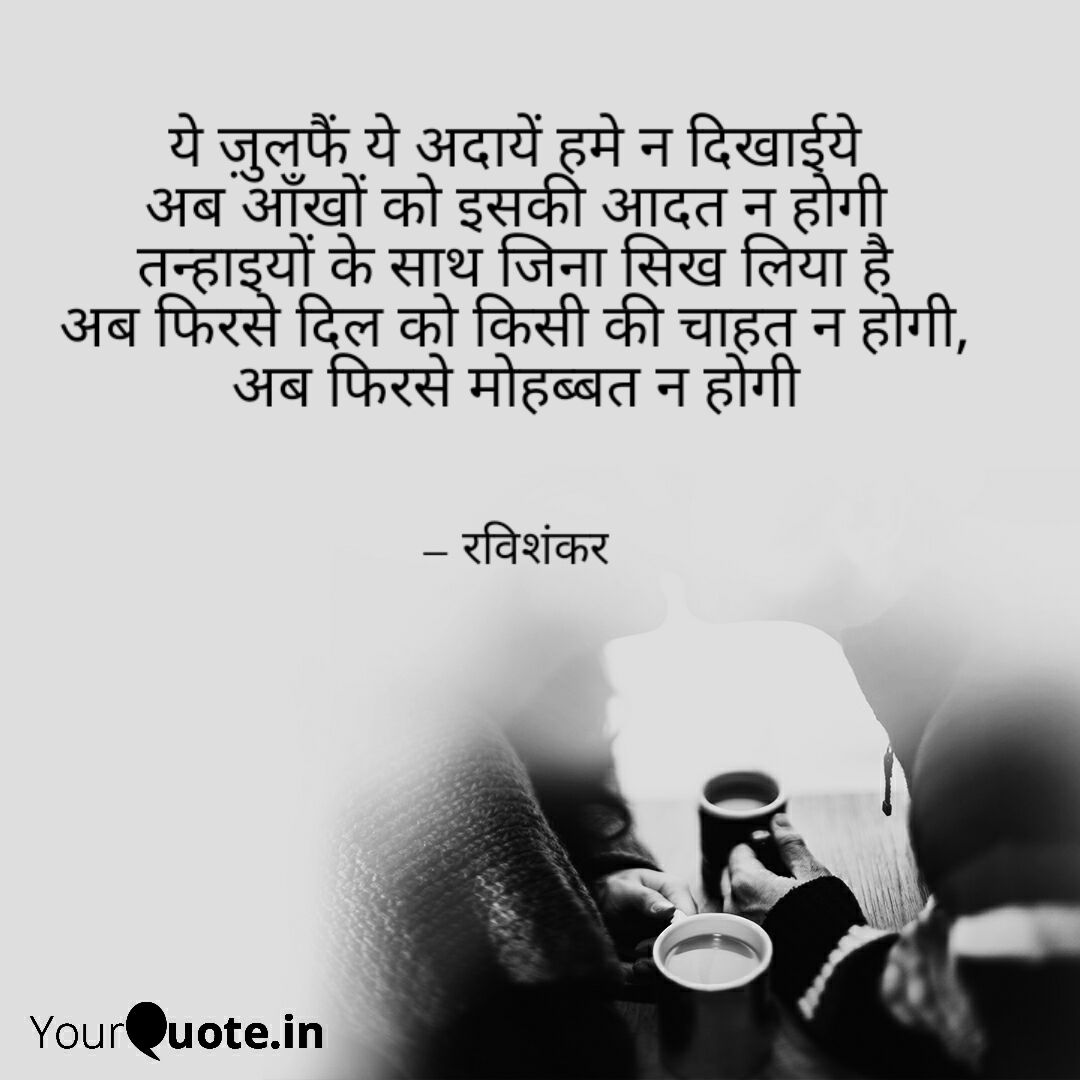 ये ज़ुलफैं ये अदायें हमे न दिखाईये
अब आँखों को इसकी आदत न होगी
तन्हाइयों के साथ जिना सिख लिया है
अब फिरसे दिल को किसी की चाहत न होगी,
अब फिरसे मोहब्बत न होगी
– रविशंकर
YourQuote.in